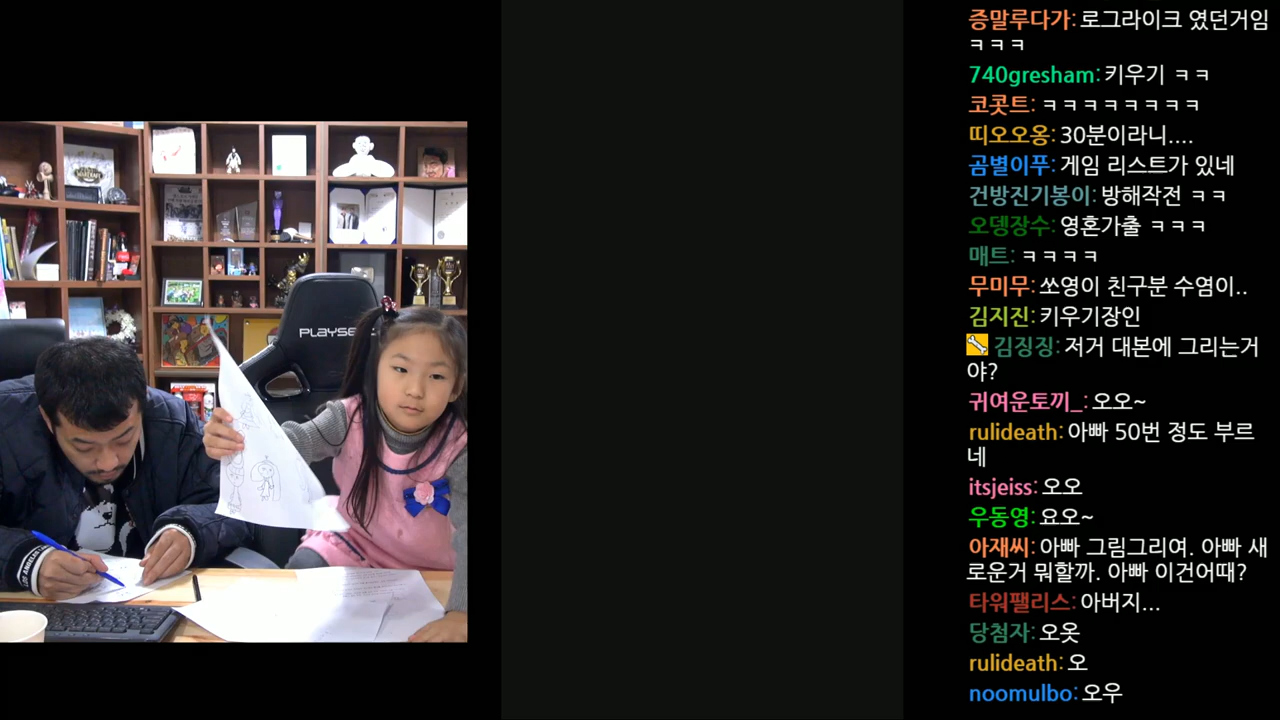 증말루다가: 로그라이크 였던거임
ㅋㅋㅋ
740gresham: 키우기 ㅋㅋ
코콧트: ㅋㅋㅋㅋㅋㅋㅋㅋ
띠오오옹: 30분이라니....
곰별이푸: 게임 리스트가 있네
건방진기봉이: 방해작전 ㅋㅋ
오뎅장수: 영혼가출 ㅋㅋㅋ
매트: ㅋㅋㅋㅋ
무미무: 쏘영이 친구분 수염이..
김지진: 키우기장인
김징징: 저거 대본에 그리는거
야?
귀여운토끼_: 오오~
rulideath: 아빠 50번 정도 부르
네
itsjeiss: 오오
우동영: 요오~
아재씨: 아빠 그림그리여. 아빠 새
로운거 뭐할까. 아빠 이건어때?
타워팰리스: 아버지...
당첨자: 오옷
rulideath: 오
noomulbo: 오우
PLAYSE